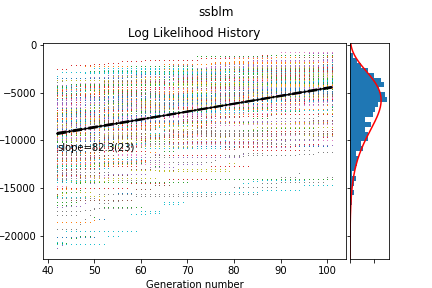 ssblm
Log Likelihood History
0
−5000
−10000
−15000
−20000
slope=82.3(23)
40 50 60 70 80 90 100
Generation number